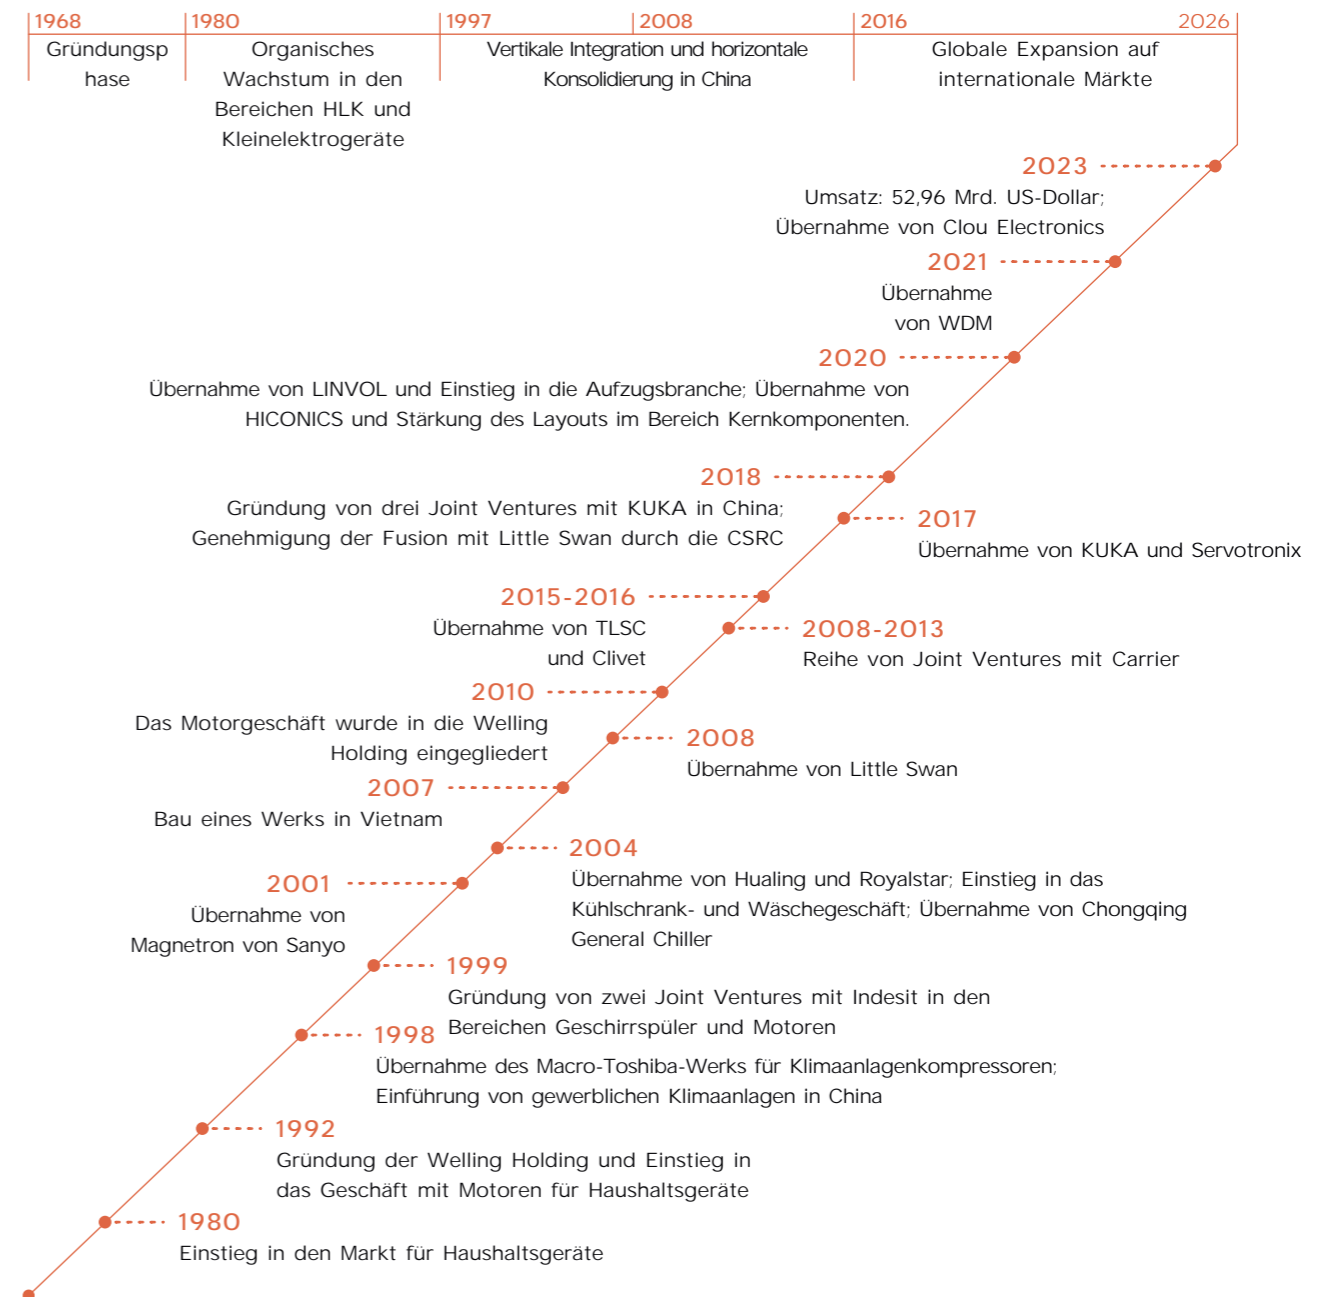 1968
1980
1997
2008
2016
2026
Gründungsp
hase
Organisches
Wachstum in den
Bereichen HLK und
Kleinelektrogeräte
Vertikale Integration und horizontale
Konsolidierung in China
Globale Expansion auf
internationale Märkte
2023
Umsatz: 52,96 Mrd. US-Dollar;
Übernahme von Clou Electronics
2021
Übernahme
von WDM
2020
Übernahme von LINVOL und Einstieg in die Aufzugsbranche; Übernahme von
HICONICS und Stärkung des Layouts im Bereich Kernkomponenten.
2018
Gründung von drei Joint Ventures mit KUKA in China;
Genehmigung der Fusion mit Little Swan durch die CSRC
2017
Übernahme von KUKA und Servotronix
2015-2016
Übernahme von TLSC
und Clivet
2008-2013
Reihe von Joint Ventures mit Carrier
2010
Das Motorgeschäft wurde in die Welling
Holding eingegliedert
2008
Übernahme von Little Swan
2007
Bau eines Werks in Vietnam
2004
Übernahme von Hualing und Royalstar; Einstieg in das
Kühlschrank- und Wäschegeschäft; Übernahme von Chongqing
General Chiller
2001
Übernahme von
Magnetron von Sanyo
1999
Gründung von zwei Joint Ventures mit Indesit in den
Bereichen Geschirrspüler und Motoren
1998
Übernahme des Macro-Toshiba-Werks für Klimaanlagenkompressoren;
Einführung von gewerblichen Klimaanlagen in China
1992
Gründung der Welling Holding und Einstieg in
das Geschäft mit Motoren für Haushaltsgeräte
1980
Einstieg in den Markt für Haushaltsgeräte